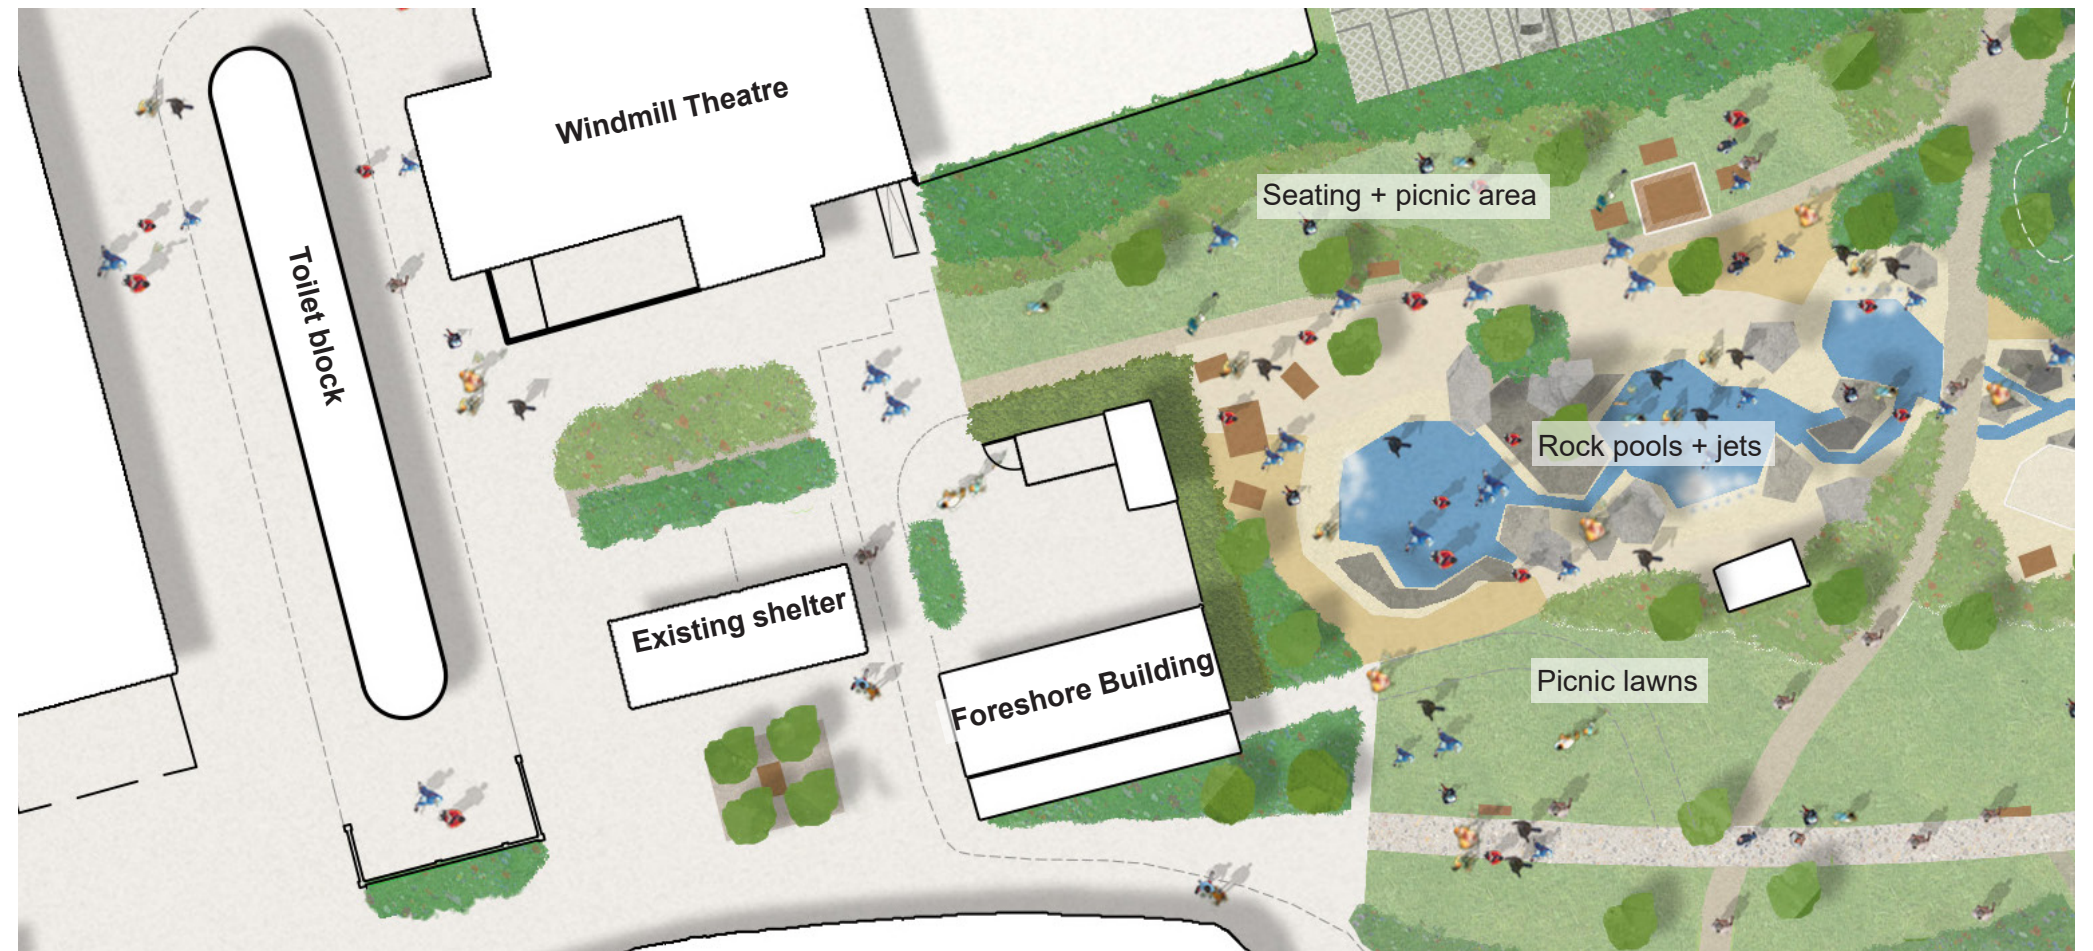 Windmill Theatre
Seating + picnic area
Toilet block
Rock pools + jets
Existing shelter
Foreshore Building
Picnic lawns